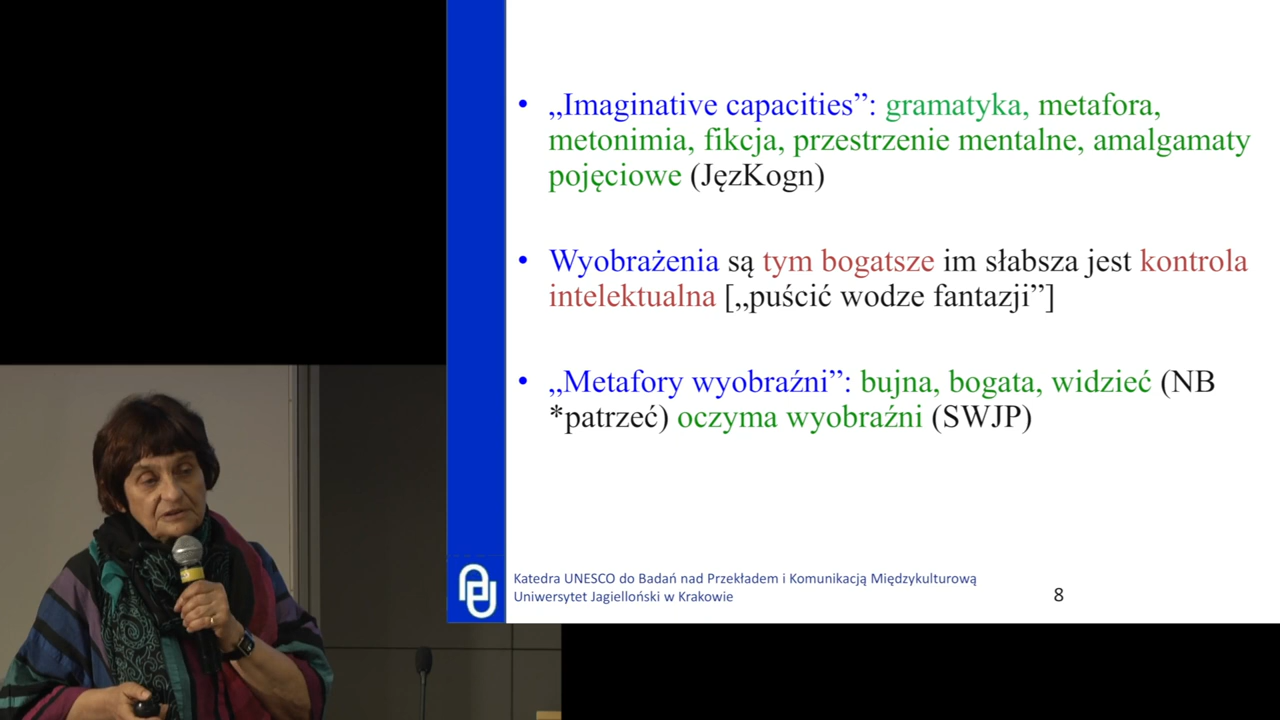 • „Imaginative capacities”: gramatyka, metafora,
metonimia, fikcja, przestrzenie mentalne, amalgamaty
pojęciowe (JęzKogn)
• Wyobrażenia są tym bogatsze im słabsza jest kontrola
intelektualna [„puścić wodze fantazji”]
• „Metafory wyobraźni”: bujna, bogata, widzieć (NB
*patrzeć) oczyma wyobraźni (SWJP)
Katedra UNESCO do Badań nad Przekładem i Komunikacją Międzykulturową
Uniwersytet Jagielloński w Krakowie
8